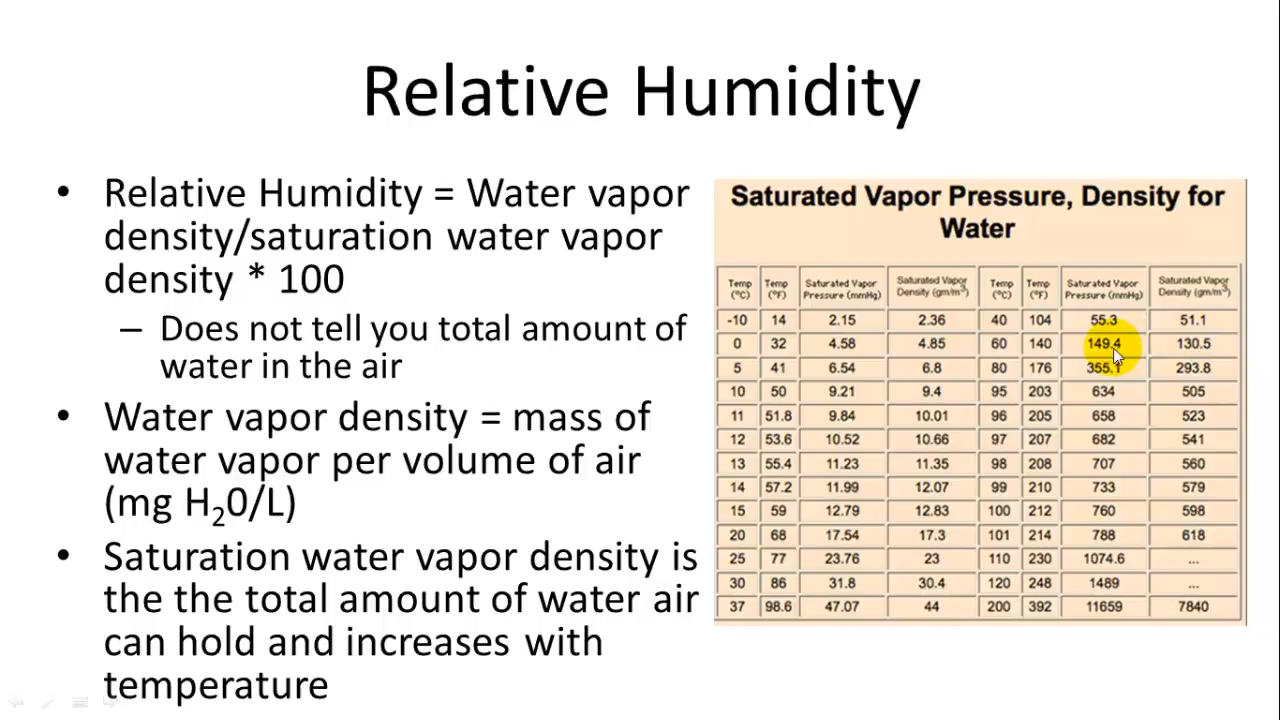 Relative Humidity
• Relative Humidity = Water vapor
density/saturation water vapor
density * 100
– Does not tell you total amount of
water in the air
• Water vapor density = mass of
water vapor per volume of air
(mg H₂0/L)
• Saturation water vapor density is
the the total amount of water air
can hold and increases with
temperature
Saturated Vapor Pressure, Density for
Water
Temp (°C) Temp (°F) Saturated Vapor Pressure (mmHg) Saturated Vapor Density (gm/m³) Temp (°C) Temp (°F) Saturated Vapor Pressure (mmHg) Saturated Vapor Density (gm/m³)
-10 14 2.15 2.36 40 104 55.3 51.1
0 32 4.58 4.85 60 140 149.4 130.5
5 41 6.54 6.8 80 176 355.1 293.8
10 50 9.21 9.4 95 203 634 505
11 51.8 9.84 10.01 96 205 658 523
12 53.6 10.52 10.66 97 207 682 541
13 55.4 11.23 11.35 98 208 707 560
14 57.2 11.99 12.07 99 210 733 579
15 59 12.79 12.83 100 212 760 598
20 68 17.54 17.3 101 214 788 618
25 77 23.76 23 110 230 1074.6 ...
30 86 31.8 30.4 120 248 1489 ...
37 98.6 47.07 44 200 392 11659 7840